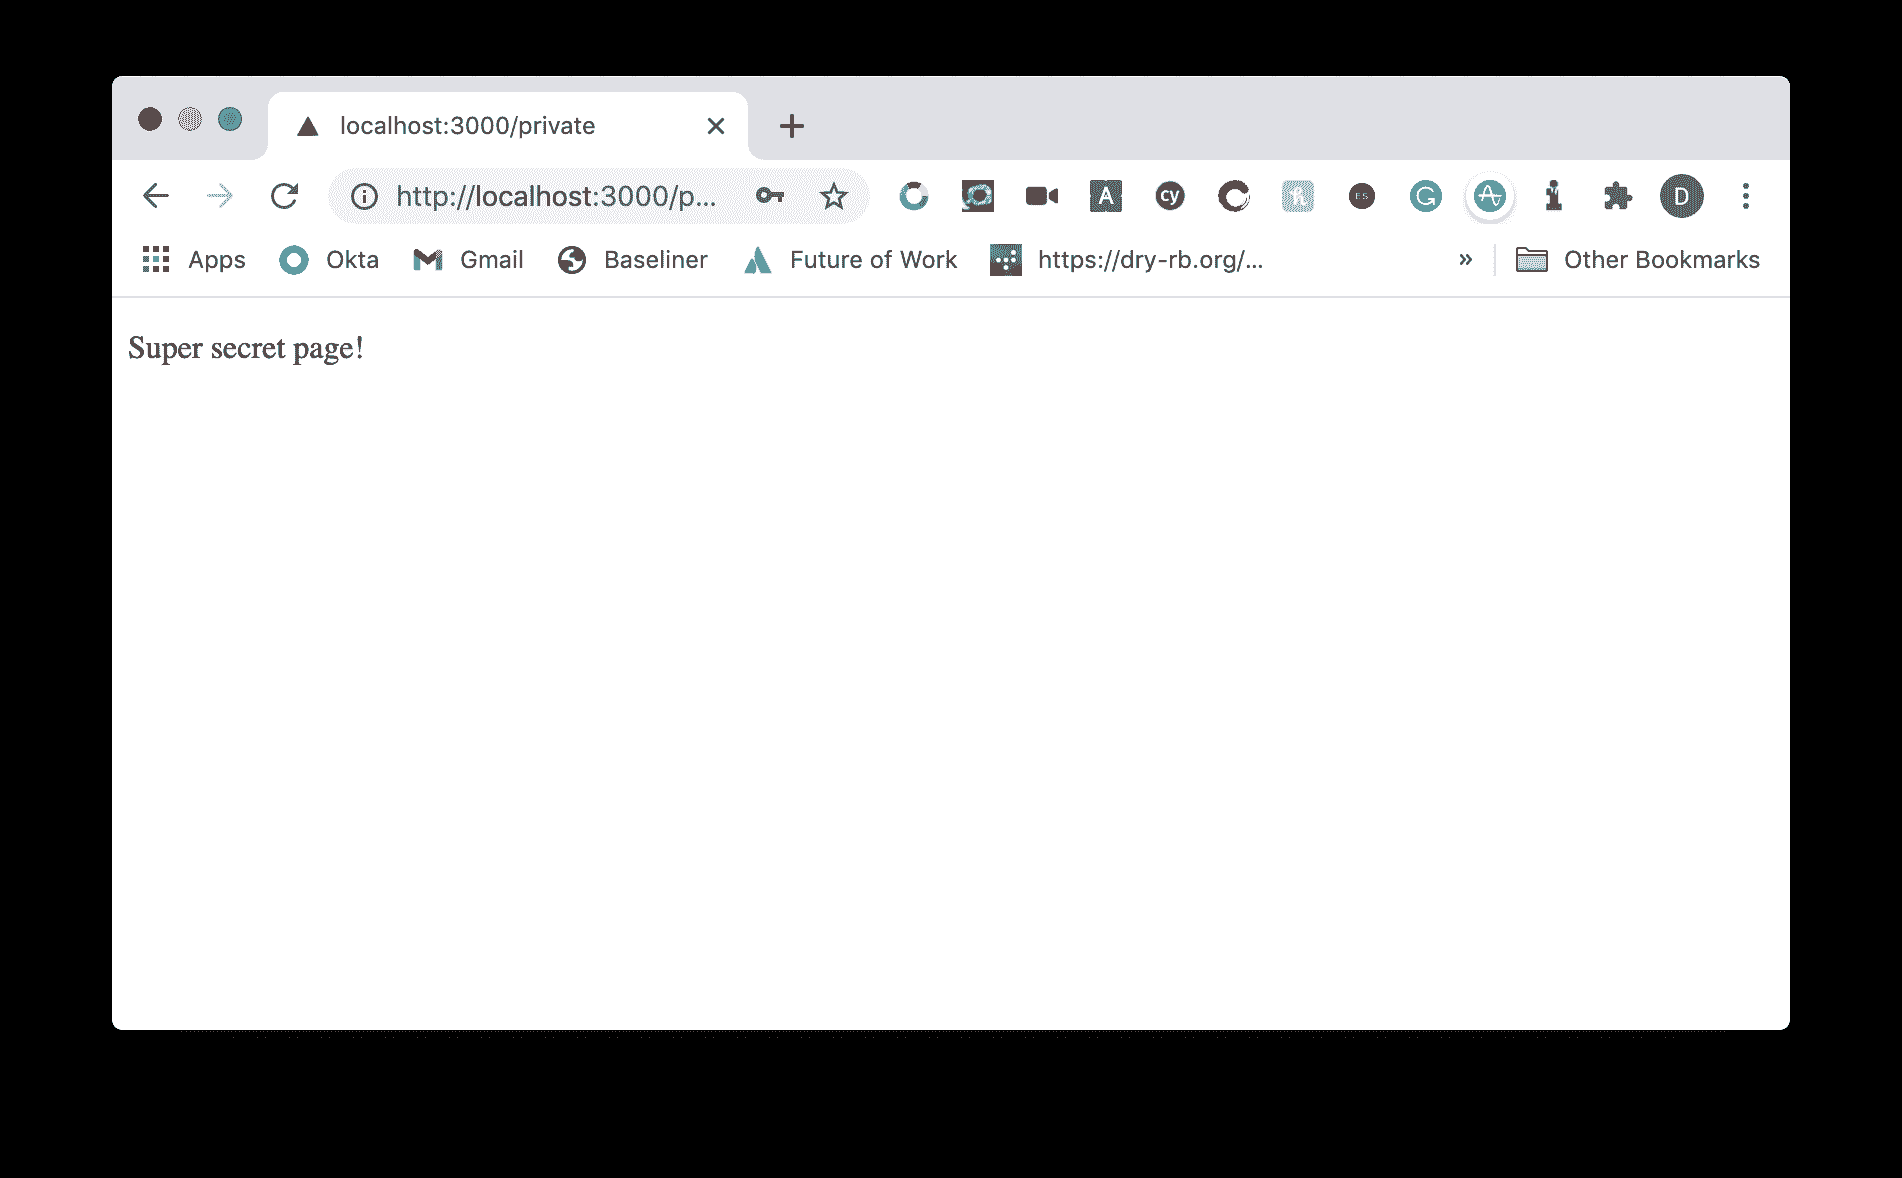 localhost:3000/private
http://localhost:3000/p...
A cy ES G D
Apps Okta Gmail Baseliner Future of Work https://dry-rb.org/... » Other Bookmarks
Super secret page!